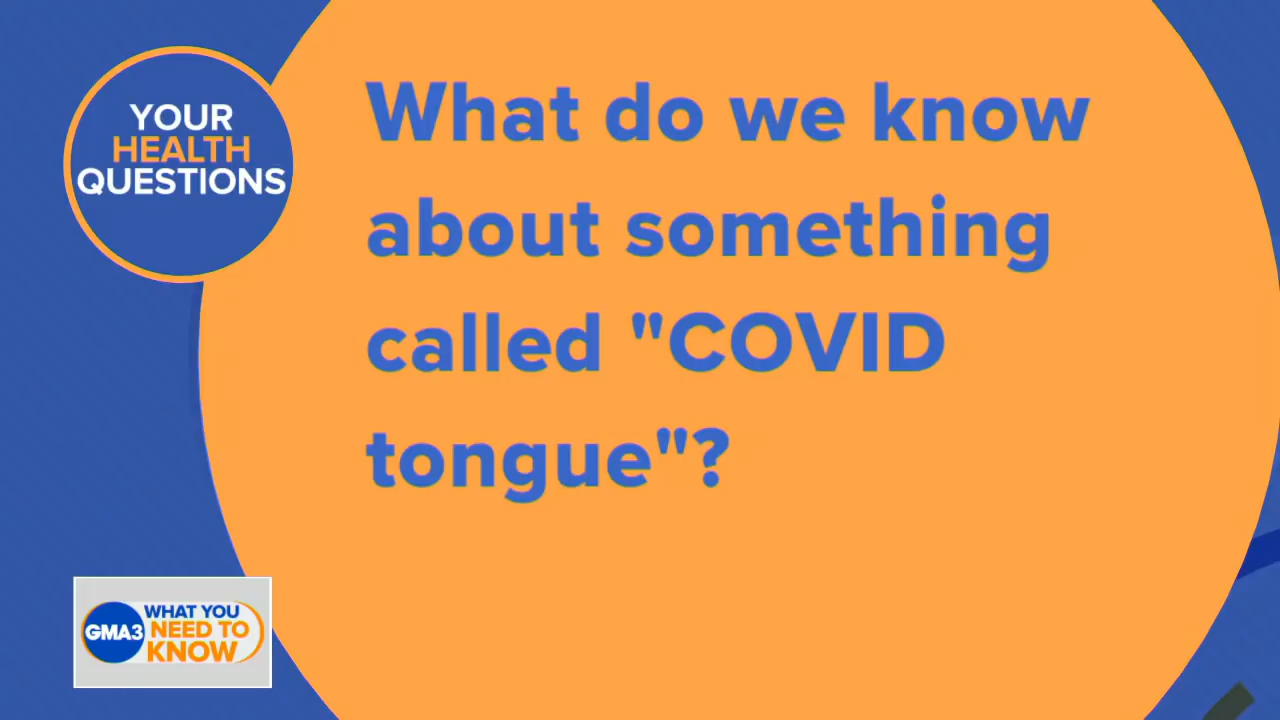 YOUR
HEALTH
QUESTIONS
What do we know
about something
called "COVID
tongue"?
GMA3
WHAT YOU
NEED TO
KNOW